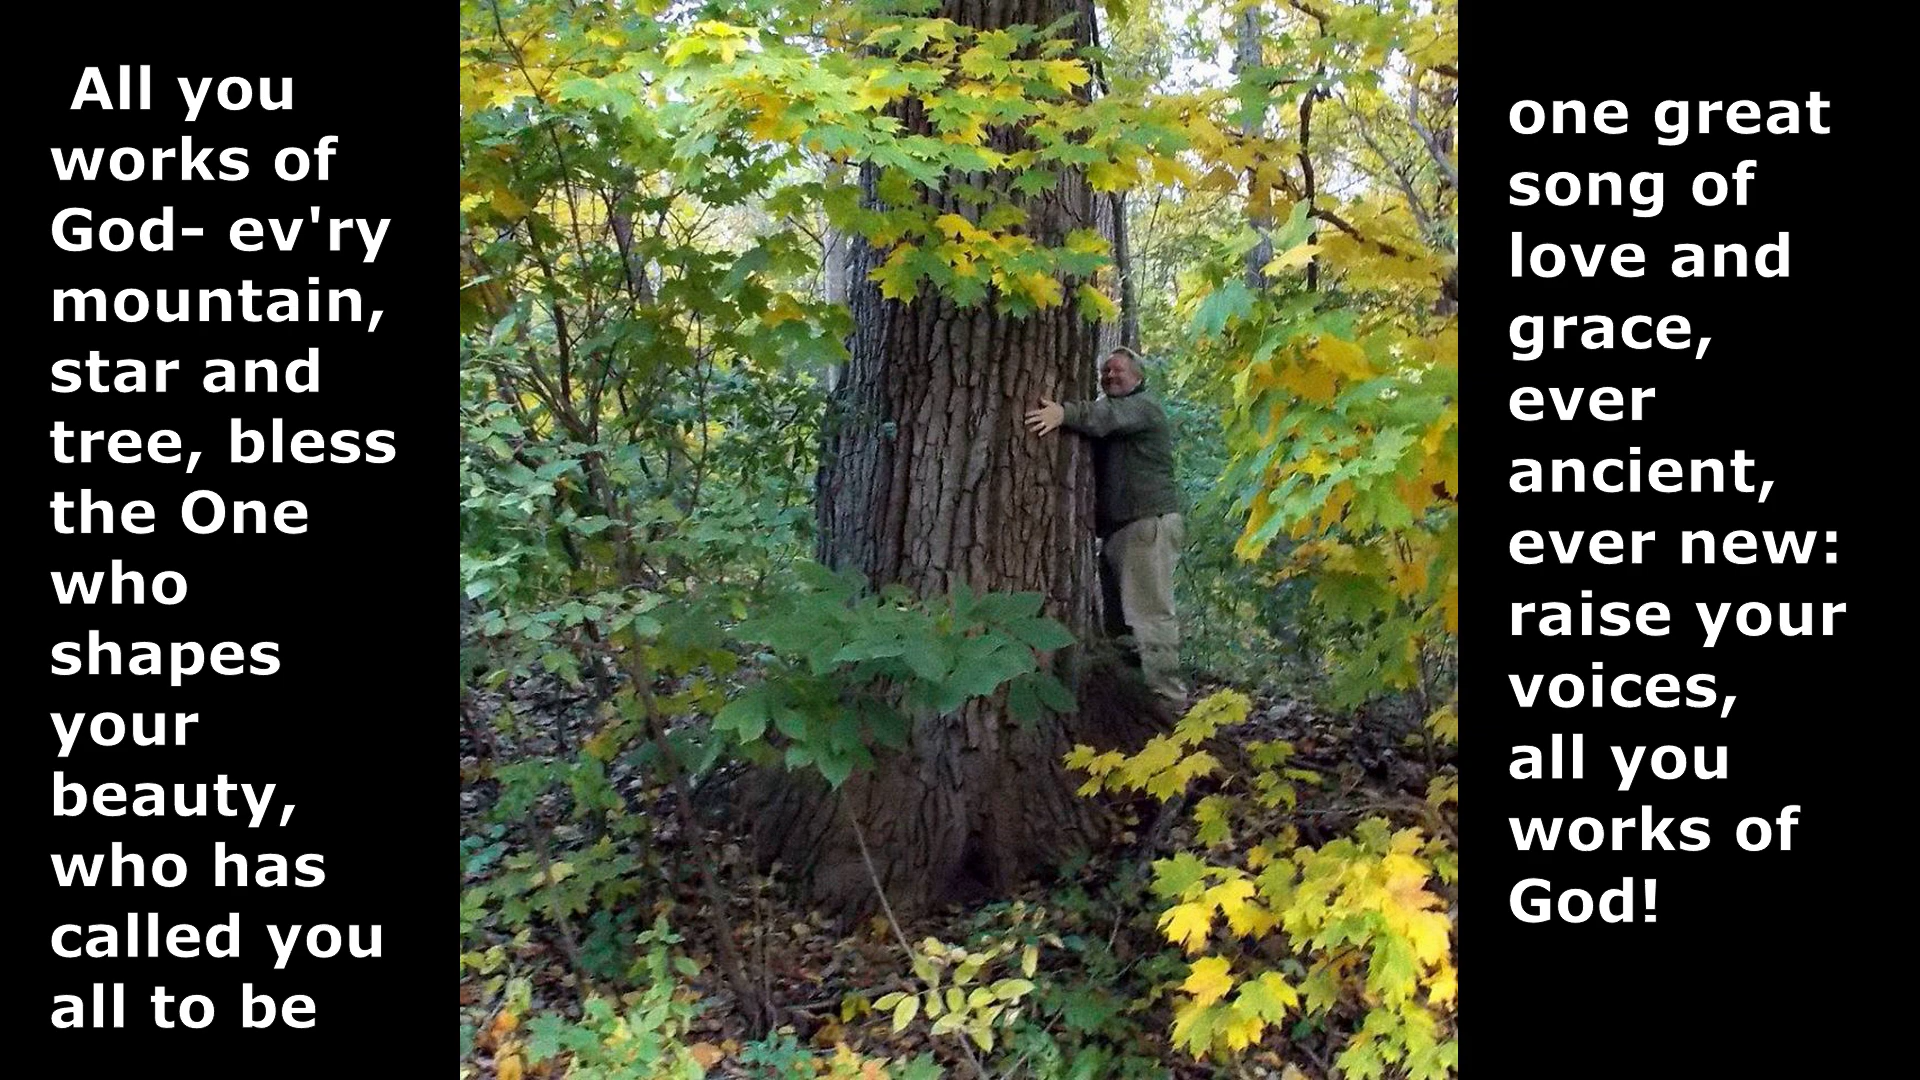 All you
works of
God- ev'ry
mountain,
star and
tree, bless
the One
who
shapes
your
beauty,
who has
called you
all to be
one great
song of
love and
grace,
ever
ancient,
ever new:
raise your
voices,
all you
works of
God!